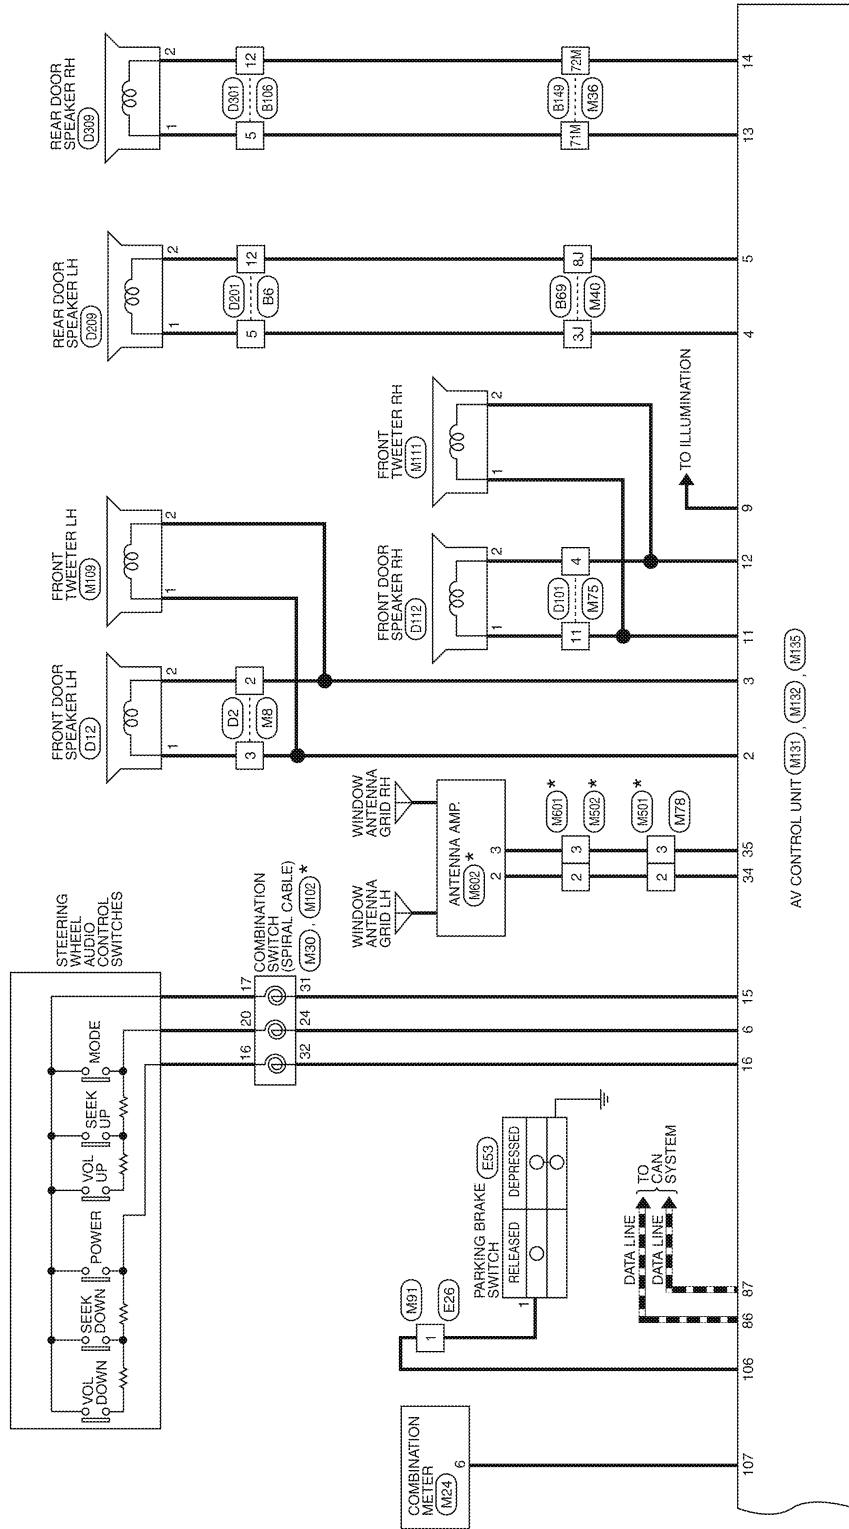 STEERING
WHEEL
AUDIO
CONTROL
SWITCHES
VOL
DOWN
SEEK
DOWN
POWER
VOL
UP
SEEK
UP
MODE
16
20
17
COMBINATION
SWITCH
(SPIRAL CABLE)
M30 , M102 *
32
24
31
FRONT DOOR
SPEAKER LH
D12
1
2
3
D2
M8
2
FRONT
TWEETER LH
M109
1
2
REAR DOOR
SPEAKER LH
D209
1
2
5
D201
B6
12
3J
B69
M40
8J
REAR DOOR
SPEAKER RH
D309
1
2
5
D301
B106
12
71M
B149
M36
72M
WINDOW
ANTENNA
GRID LH
WINDOW
ANTENNA
GRID RH
ANTENNA AMP.
M602 *
2
3
2
3
M601 *
M502 *
2
3
M501 *
M78
FRONT DOOR
SPEAKER RH
D112
1
2
11
D101
M75
4
FRONT
TWEETER RH
M111
1
2
TO ILLUMINATION
COMBINATION
METER
M24
6
1
M91
E26
PARKING BRAKE
SWITCH
E53
RELEASED
DEPRESSED
1
DATA LINE
DATA LINE
TO
CAN
SYSTEM
107
106
86
87
16
6
15
34
35
2
3
11
12
9
4
5
13
14
AV CONTROL UNIT M131 , M132 , M135